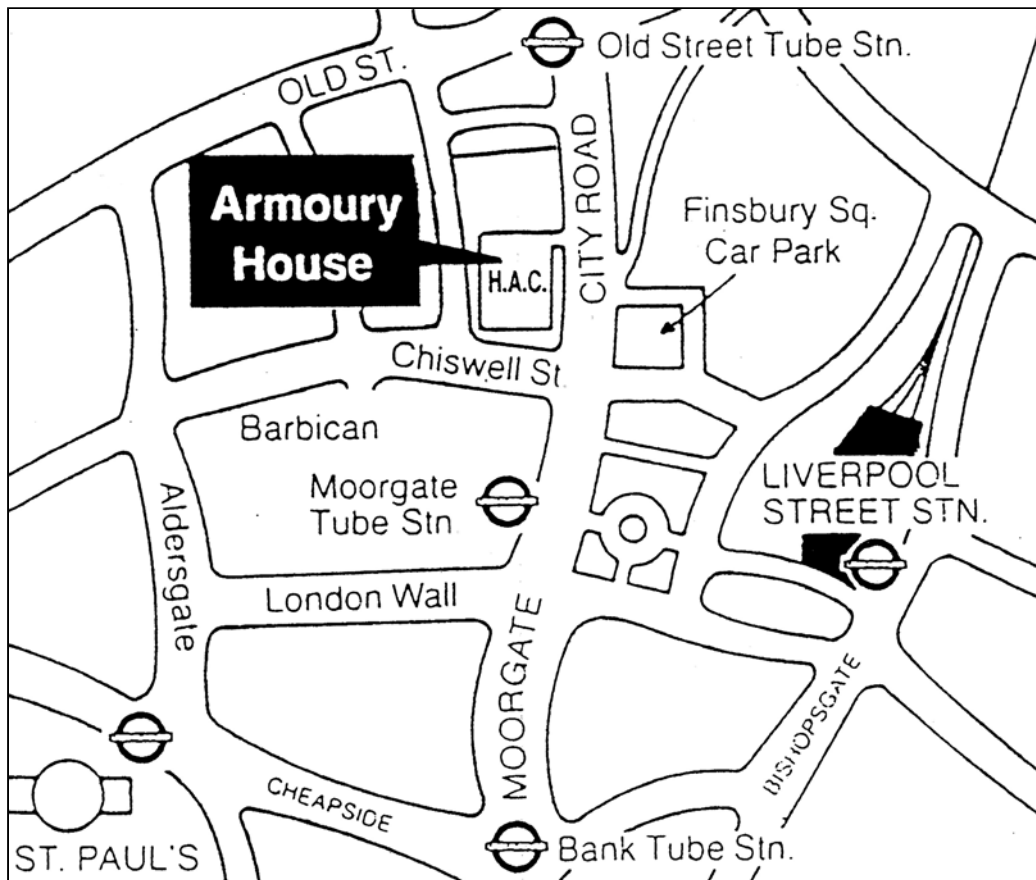 Old Street Tube Stn.
OLD ST.
CITY ROAD
Armoury
House
H.A.C.
Finsbury Sq.
Car Park
Chiswell St.
Barbican
Moorgate
Tube Stn.
LIVERPOOL
STREET STN.
Aldersgate
London Wall
MOORGATE
BISHOPSGATE
CHEAPSIDE
ST. PAUL'S
Bank Tube Stn.